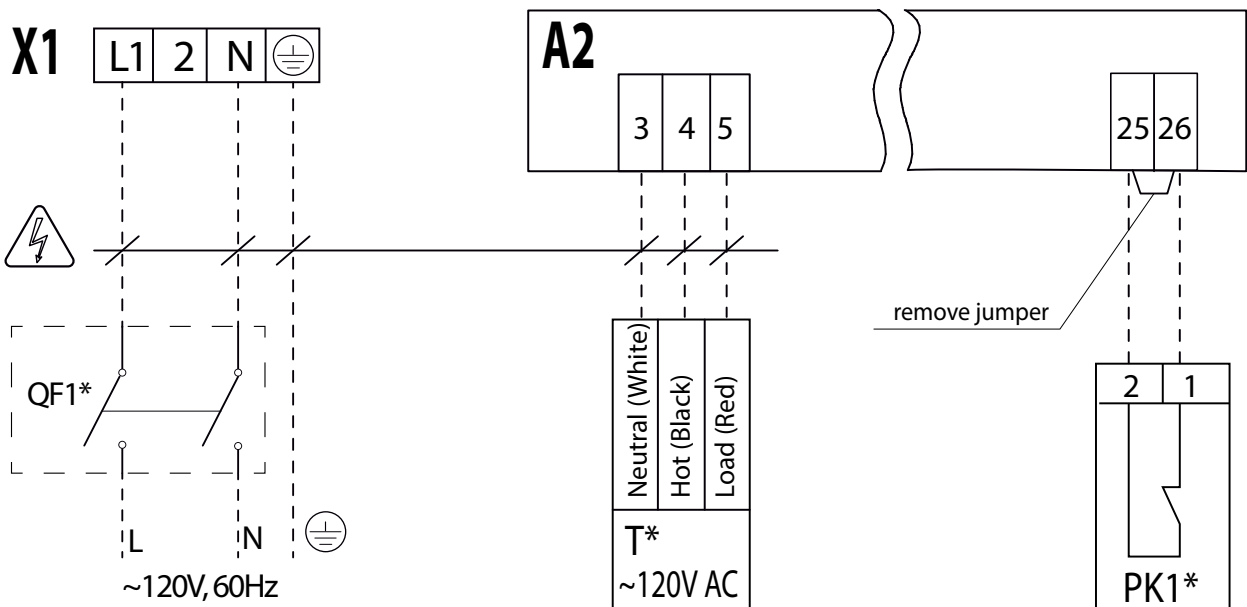 X1
L1 2 N
A2
3 4 5
25 26
remove jumper
QF1*
Neutral (White)
Hot (Black)
Load (Red)
2 1
L N
T*
~120V, 60Hz
~120V AC
PK1*